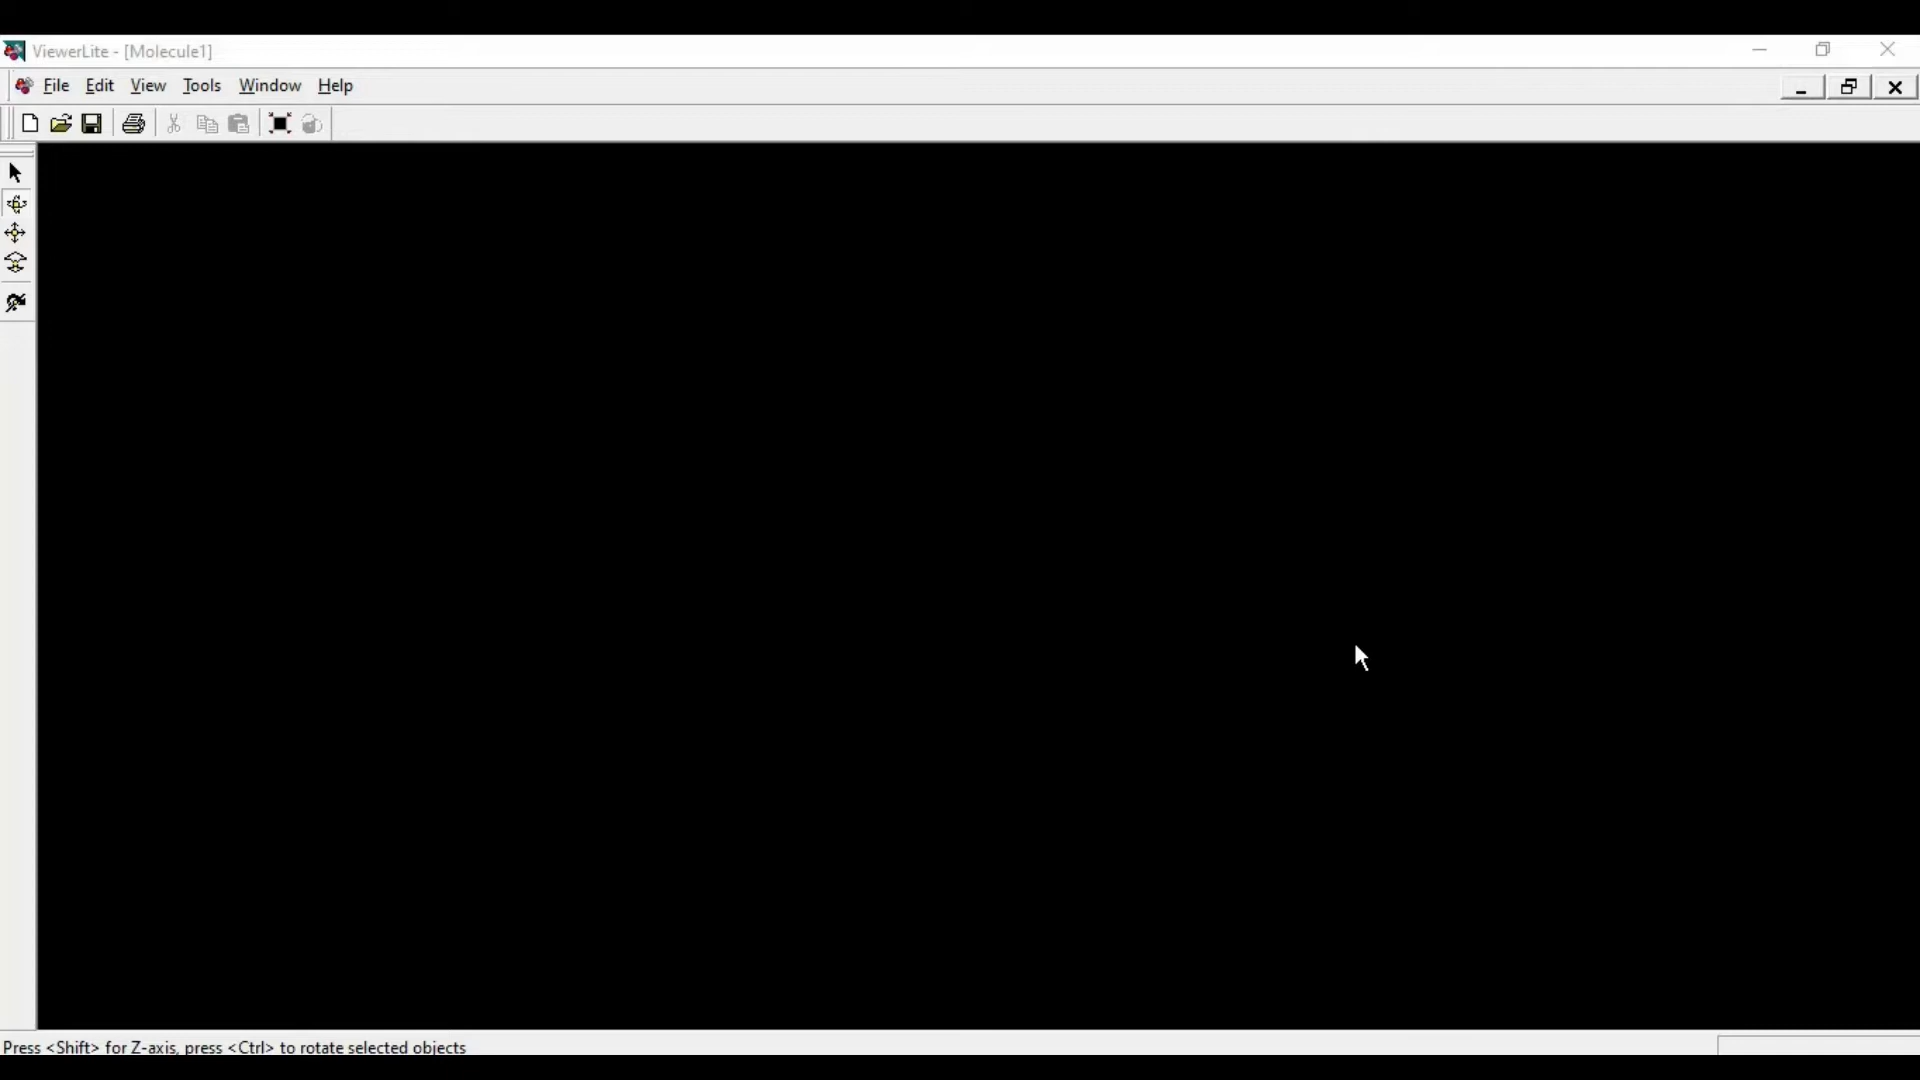 ViewerLite - [Molecule1]
File Edit View Tools Window Help
Press <Shift> for Z-axis, press <Ctrl> to rotate selected objects